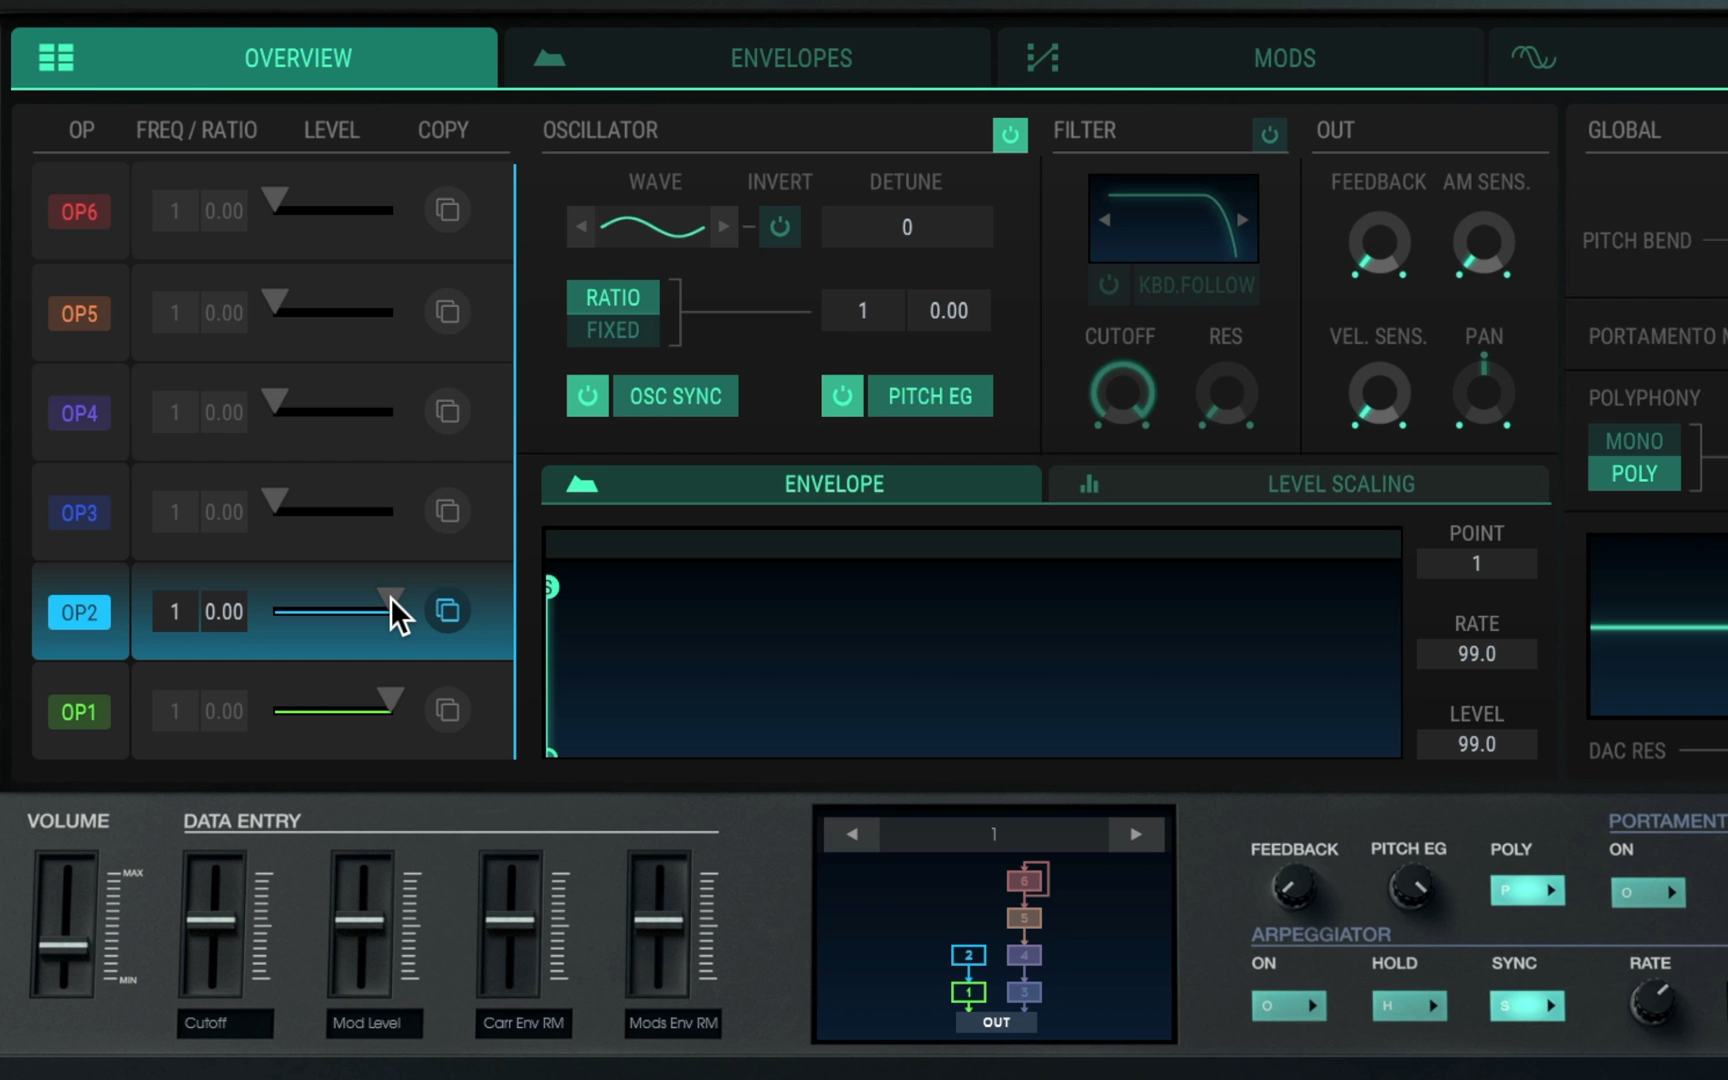 OVERVIEW
ENVELOPES
MODS
OP FREQ / RATIO LEVEL COPY
OP6 1 0.00
OP5 1 0.00
OP4 1 0.00
OP3 1 0.00
OP2 1 0.00
OP1 1 0.00
OSCILLATOR
WAVE INVERT DETUNE
0
RATIO
FIXED
1 0.00
OSC SYNC PITCH EG
FILTER
KBD.FOLLOW
CUTOFF RES
OUT
FEEDBACK AM SENS.
VEL. SENS. PAN
ENVELOPE
LEVEL SCALING
S
POINT
1
RATE
99.0
LEVEL
99.0
GLOBAL
PITCH BEND
PORTAMENTO
POLYPHONY
MONO
POLY
DAC RES
VOLUME
MAX
MIN
DATA ENTRY
Cutoff Mod Level Carr Env RM Mods Env RM
1
6
5
2 4
1 3
OUT
FEEDBACK PITCH EG POLY
P
PORTAMENT
ON
O
ARPEGGIATOR
ON HOLD SYNC RATE
O H S